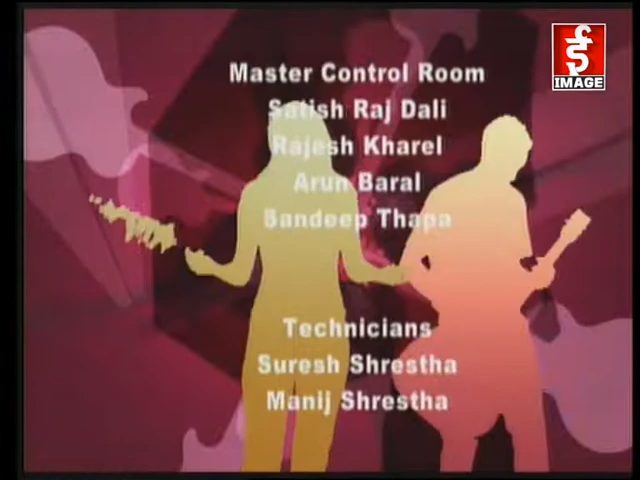 Master Control Room
Satish Raj Dali
Rajesh Kharel
Arun Baral
Sandeep Thapa
Technicians
Suresh Shrestha
Manij Shrestha
ई
IMAGE